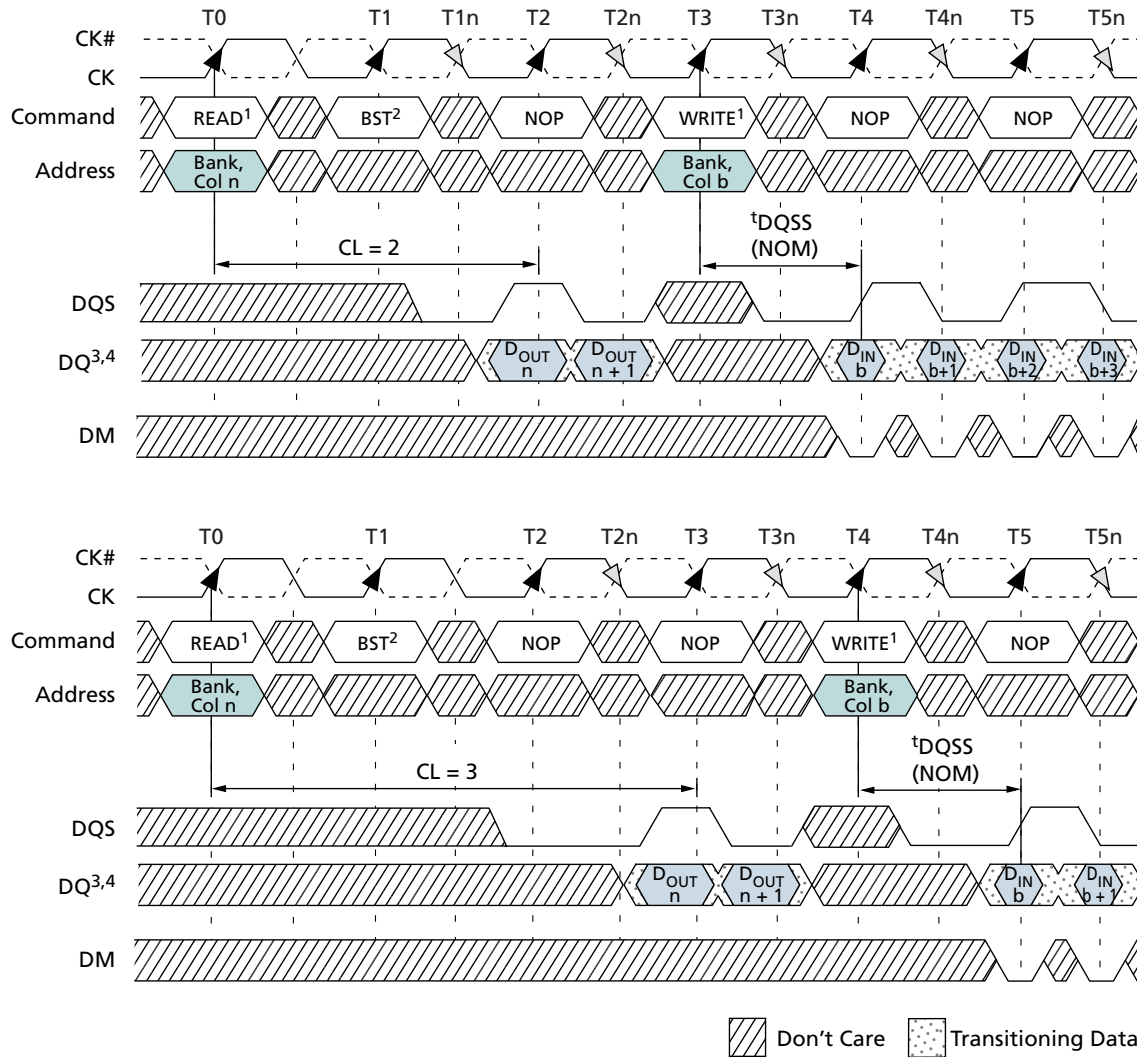 T0 T1 T1n T2 T2n T3 T3n T4 T4n T5 T5n
CK#
CK
Command READ1 BST2 NOP WRITE1 NOP NOP
Address Bank, Col n Bank, Col b
tDQSS (NOM)
CL = 2
DQS
DQ3,4 DOUT n DOUT n + 1 DIN b DIN b+1 DIN b+2 DIN b+3
DM
T0 T1 T2 T2n T3 T3n T4 T4n T5 T5n
CK#
CK
Command READ1 BST2 NOP NOP WRITE1 NOP
Address Bank, Col n Bank, Col b
tDQSS (NOM)
CL = 3
DQS
DQ3,4 DOUT n DOUT n + 1 DIN b DIN b + 1
DM
Don't Care Transitioning Data